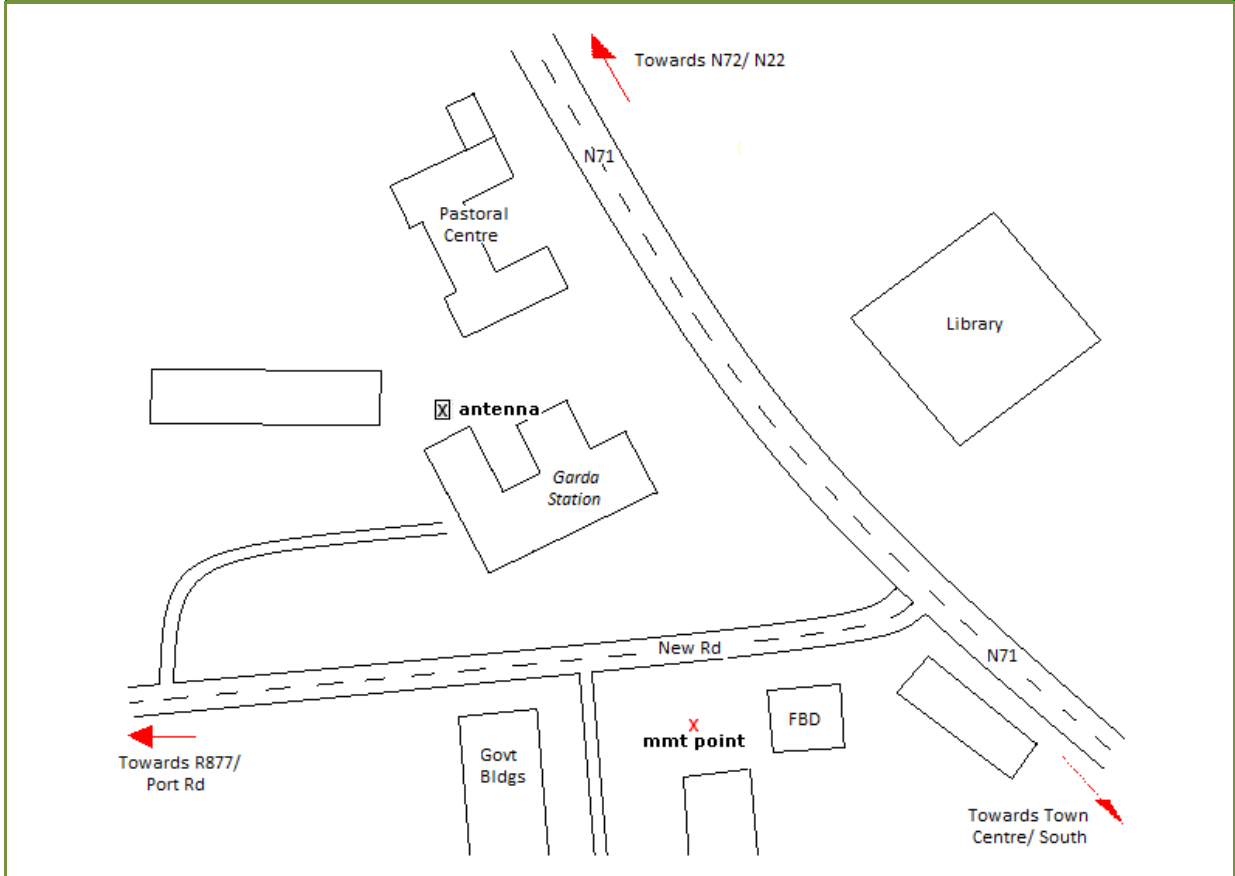 Towards N72/ N22
N71
Pastoral
Centre
Library
X antenna
Garda
Station
New Rd
N71
X
mmt point
FBD
Govt
Bldgs
Towards R877/
Port Rd
Towards Town
Centre/ South